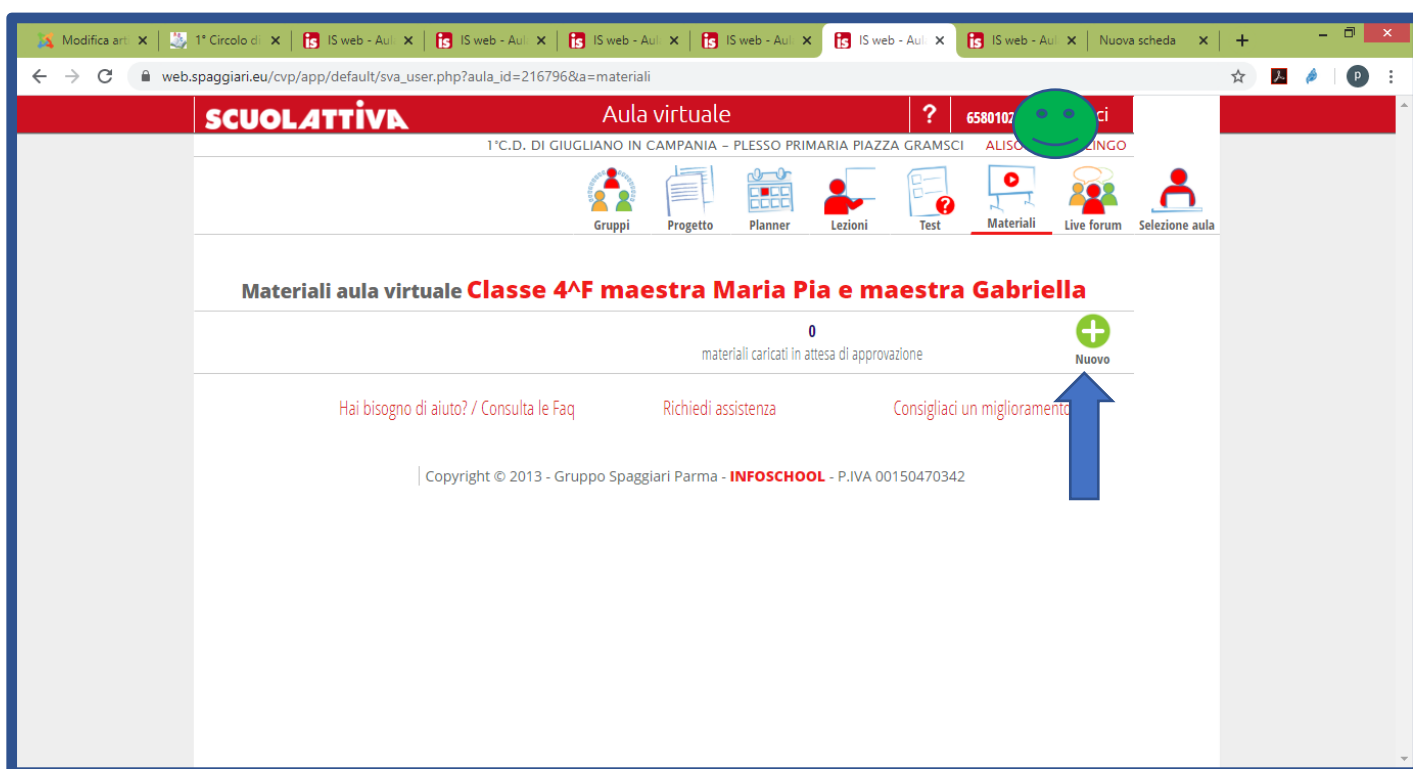 Modifica art
1° Circolo di
IS web - Aul
IS web - Aul
IS web - Aul
IS web - Aul
IS web - Aul
IS web - Aul
Nuova scheda
web.spaggiari.eu/cvp/app/default/sva_user.php?aula_id=216796&a=materiali
SCUOLATTIVA Aula virtuale ? 6580107 ci
1°C.D. DI GIUGLIANO IN CAMPANIA – PLESSO PRIMARIA PIAZZA GRAMSCI
Gruppi Progetto Planner Lezioni Test Materiali Live forum Selezione aula
Materiali aula virtuale Classe 4^F maestra Maria Pia e maestra Gabriella
0
materiali caricati in attesa di approvazione
Nuovo
Hai bisogno di aiuto? / Consulta le Faq Richiedi assistenza Consigliaci un miglioramento
Copyright © 2013 - Gruppo Spaggiari Parma - INFOSCHOOL - P.IVA 00150470342